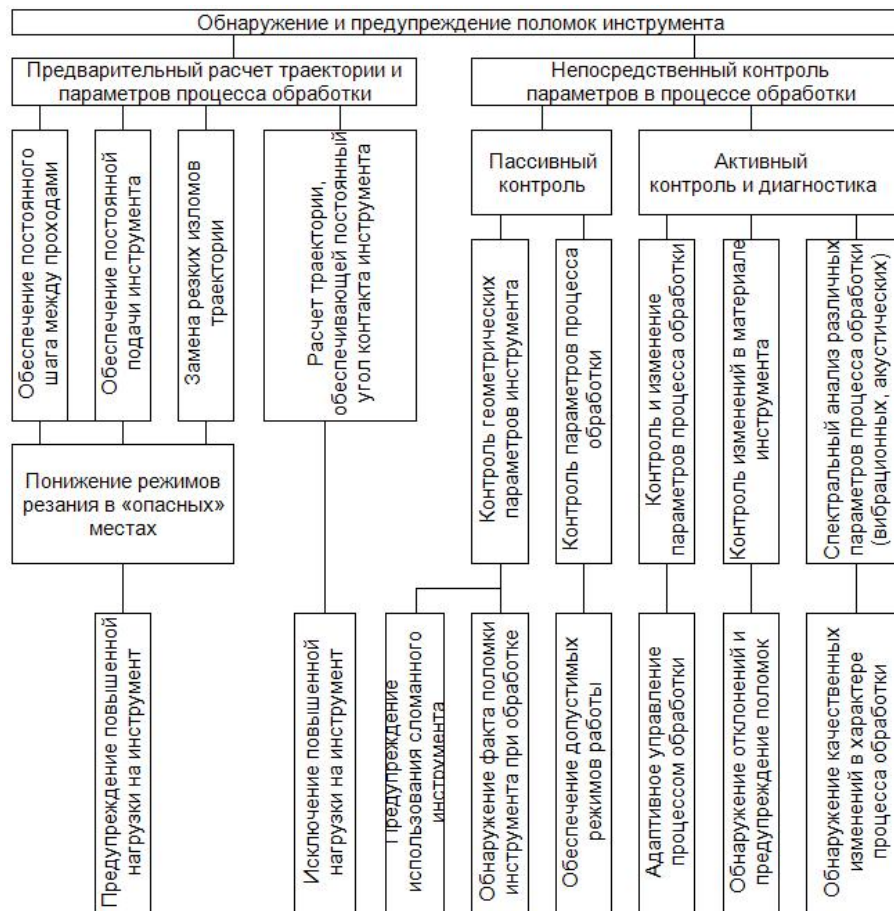 Обнаружение и предупреждение поломок инструмента
Предварительный расчет траектории и
параметров процесса обработки
Непосредственный контроль
параметров в процессе обработки
Обеспечение постоянного
шага между проходами
Обеспечение постоянной
подачи инструмента
Замена резких изломов
траектории
Расчет траектории,
обеспечивающей постоянный
угол контакта инструмента
Пассивный
контроль
Активный
контроль и диагностика
Контроль геометрических
параметров инструмента
Контроль параметров процесса
обработки
Контроль и изменение
параметров процесса обработки
Контроль изменений в материале
инструмента
Спектральный анализ различных
параметров процесса обработки
(вибрационных, акустических)
Понижение режимов
резания в «опасных»
местах
Предупреждение повышенной
нагрузки на инструмент
Исключение повышенной
нагрузки на инструмент
Предупреждение
использования сломанного
инструмента
Обнаружение факта поломки
инструмента при обработке
Обеспечение допустимых
режимов работы
Адаптивное управление
процессом обработки
Обнаружение отклонений и
предупреждение поломок
Обнаружение качественных
изменений в характере
процесса обработки